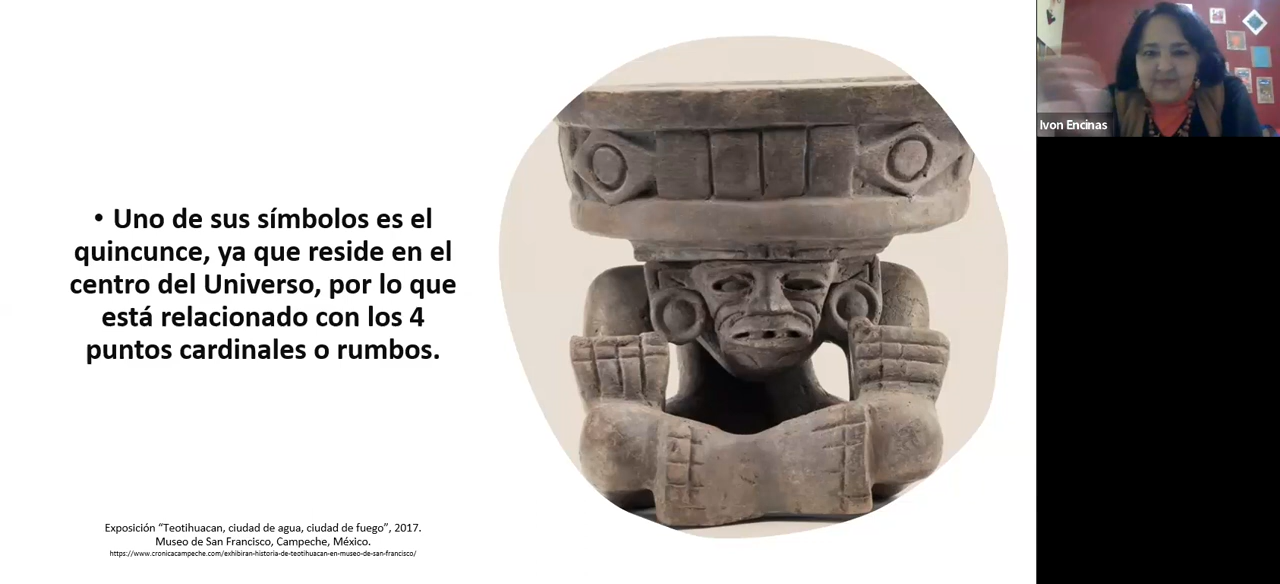 • Uno de sus símbolos es el
quincunce, ya que reside en el
centro del Universo, por lo que
está relacionado con los 4
puntos cardinales o rumbos.
Exposición “Teotihuacan, ciudad de agua, ciudad de fuego”, 2017.
Museo de San Francisco, Campeche, México.
https://www.cronicacampeche.com/exhibiran-historia-de-teotihuacan-en-museo-de-san-francisco/
Ivon Encinas